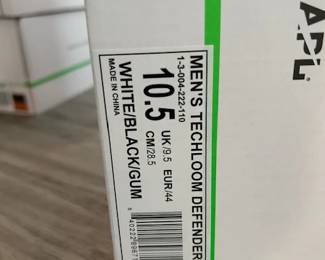 APL
MEN'S TECHLOOM DEFENDER
1-3-004-222-110
10.5
UK/9.5 EUR/44
CM/28.5
WHITE/BLACK/GUM
MADE IN CHINA